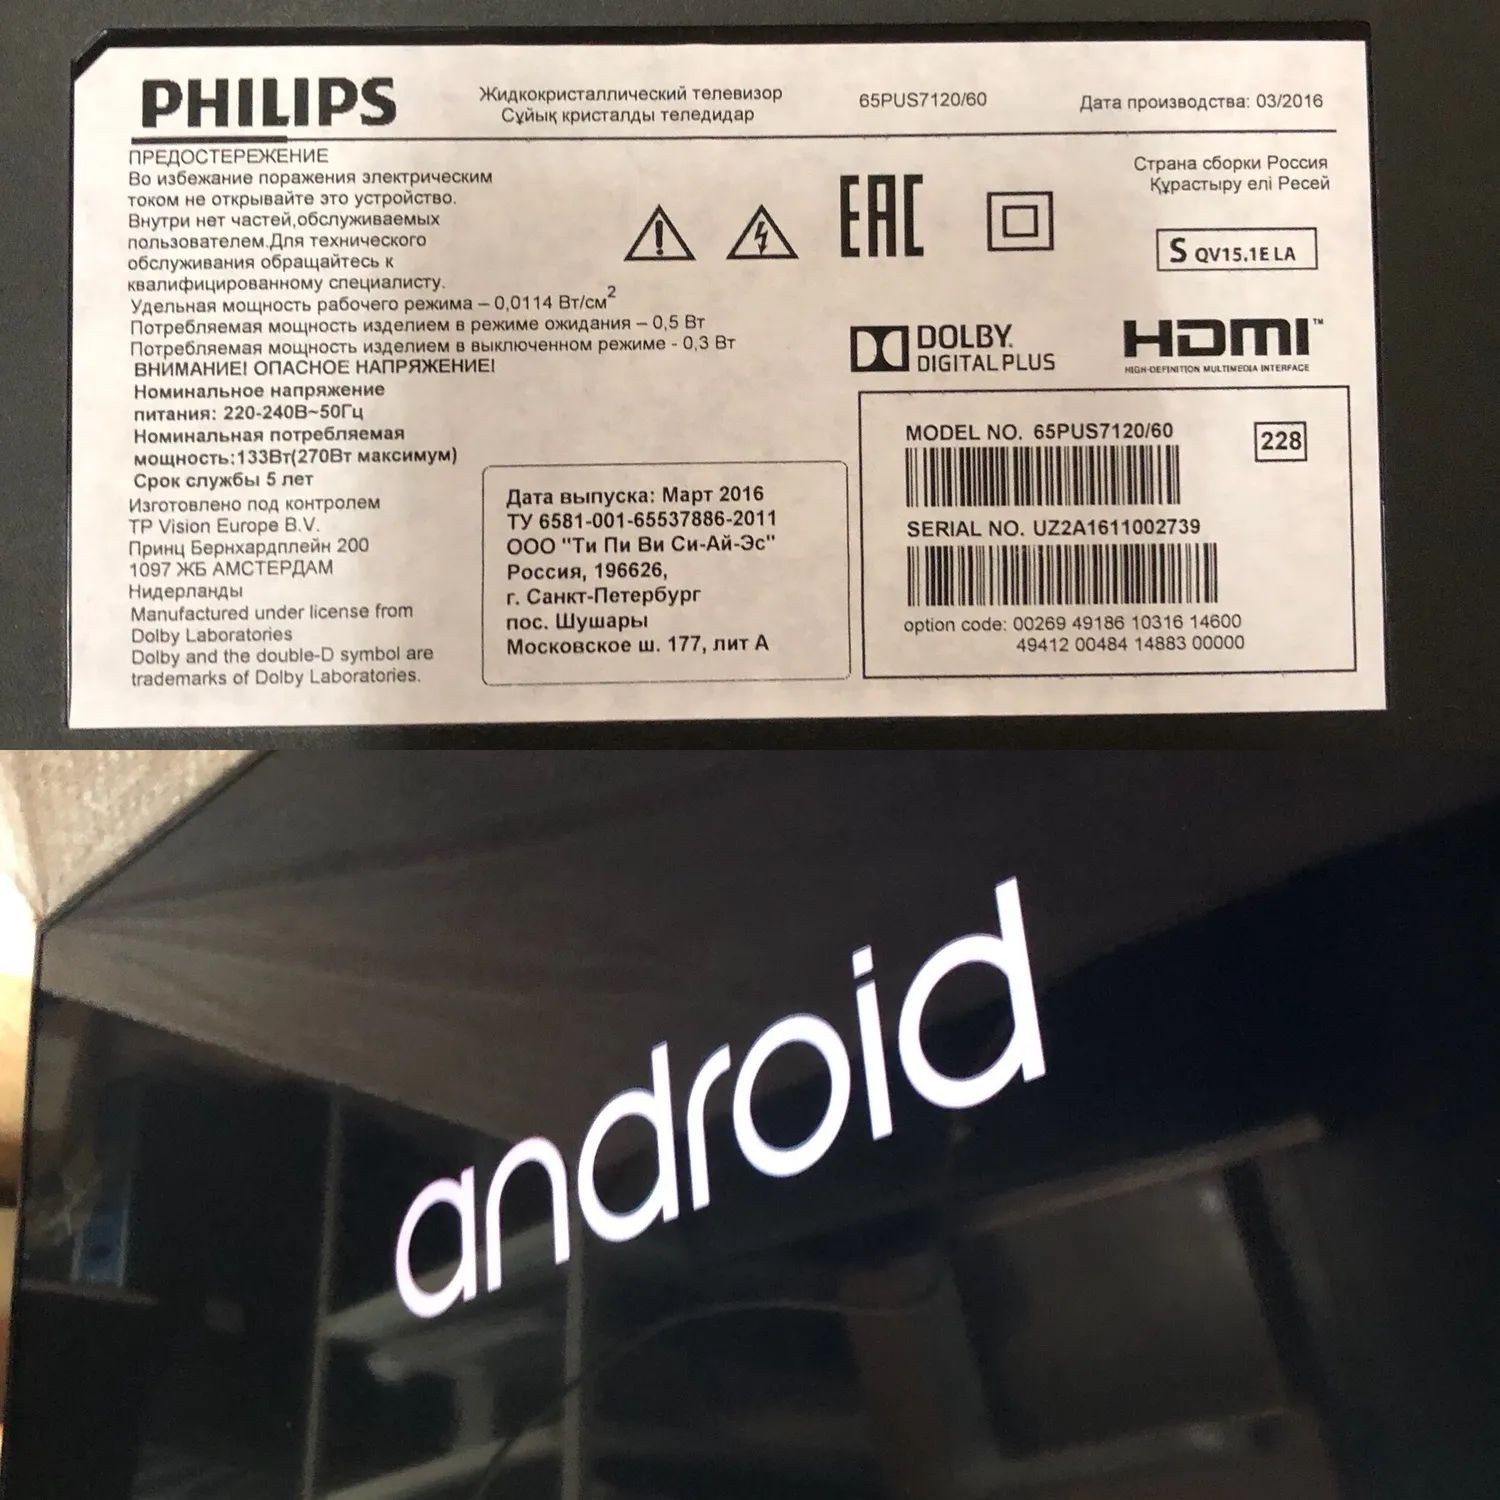 PHILIPS
Жидкокристаллический телевизор
Сұйық кристалды теледидар
65PUS7120/60
Дата производства: 03/2016
ПРЕДОСТЕРЕЖЕНИЕ
Во избежание поражения электрическим
током не открывайте это устройство.
Внутри нет частей,обслуживаемых
пользователем.Для технического
обслуживания обращайтесь к
квалифицированному специалисту.
Удельная мощность рабочего режима – 0,0114 Вт/см2
Потребляемая мощность изделием в режиме ожидания – 0,5 Вт
Потребляемая мощность изделием в выключенном режиме - 0,3 Вт
ВНИМАНИЕ! ОПАСНОЕ НАПРЯЖЕНИЕ!
Номинальное напряжение
питания: 220-240В~50Гц
Номинальная потребляемая
мощность:133Вт(270Вт максимум)
Срок службы 5 лет
Изготовлено под контролем
TP Vision Europe B.V.
Принц Бернхардплейн 200
1097 ЖБ АМСТЕРДАМ
Нидерланды
Manufactured under license from
Dolby Laboratories
Dolby and the double-D symbol are
trademarks of Dolby Laboratories.
EAC
Страна сборки Россия
Құрастыру елі Ресей
S QV15.1E LA
DOLBY.
DIGITAL PLUS
HDMI™
HIGH-DEFINITION MULTIMEDIA INTERFACE
Дата выпуска: Март 2016
ТУ 6581-001-65537886-2011
ООО "Ти Пи Ви Си-Ай-Эс"
Россия, 196626,
г. Санкт-Петербург
пос. Шушары
Московское ш. 177, лит А
MODEL NO. 65PUS7120/60
228
SERIAL NO. UZ2A1611002739
option code: 00269 49186 10316 14600
49412 00484 14883 00000
android